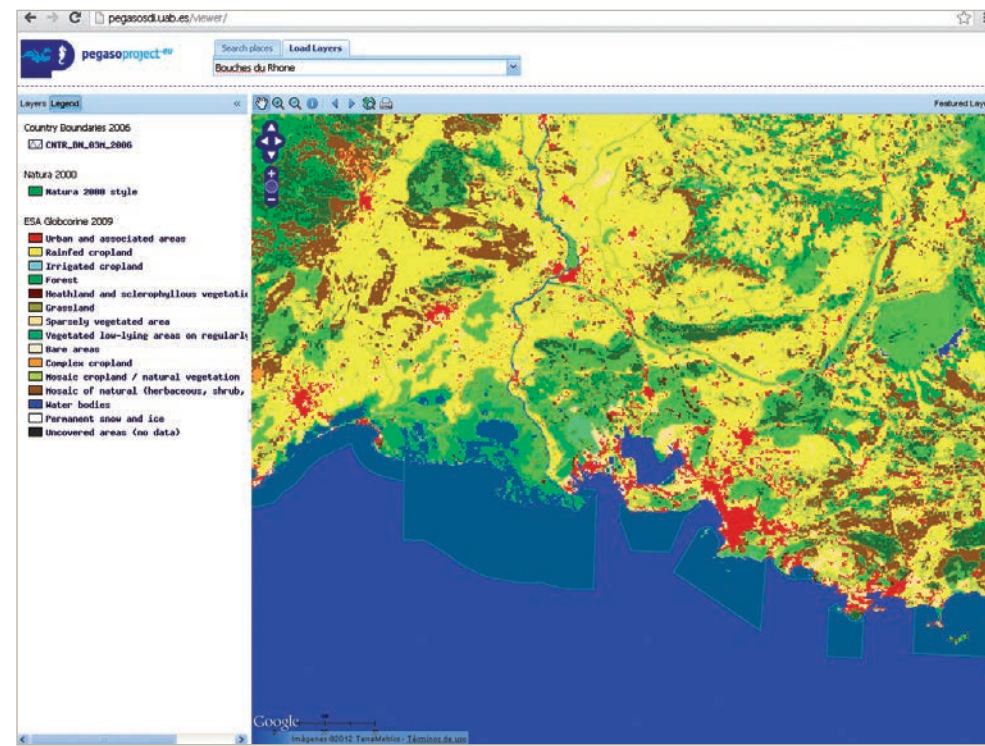 pegasosdi.uab.es/viewer/
pegasoproject.eu
Search places Load Layers
Bouches du Rhone
Layers Legend «
Featured Laye
Country Boundaries 2006
CNTR_BN_03M_2006
Natura 2000
Natura 2000 style
ESA Globcorine 2009
Urban and associated areas
Rainfed cropland
Irrigated cropland
Forest
Heathland and sclerophyllous vegetatio
Grassland
Sparsely vegetated area
Vegetated low-lying areas on regularly
Bare areas
Complex cropland
Mosaic cropland / natural vegetation
Mosaic of natural (herbaceous, shrub,
Water bodies
Permanent snow and ice
Uncovered areas (no data)
Google
Imágenes ©2012 TerraMetrics - Términos de uso